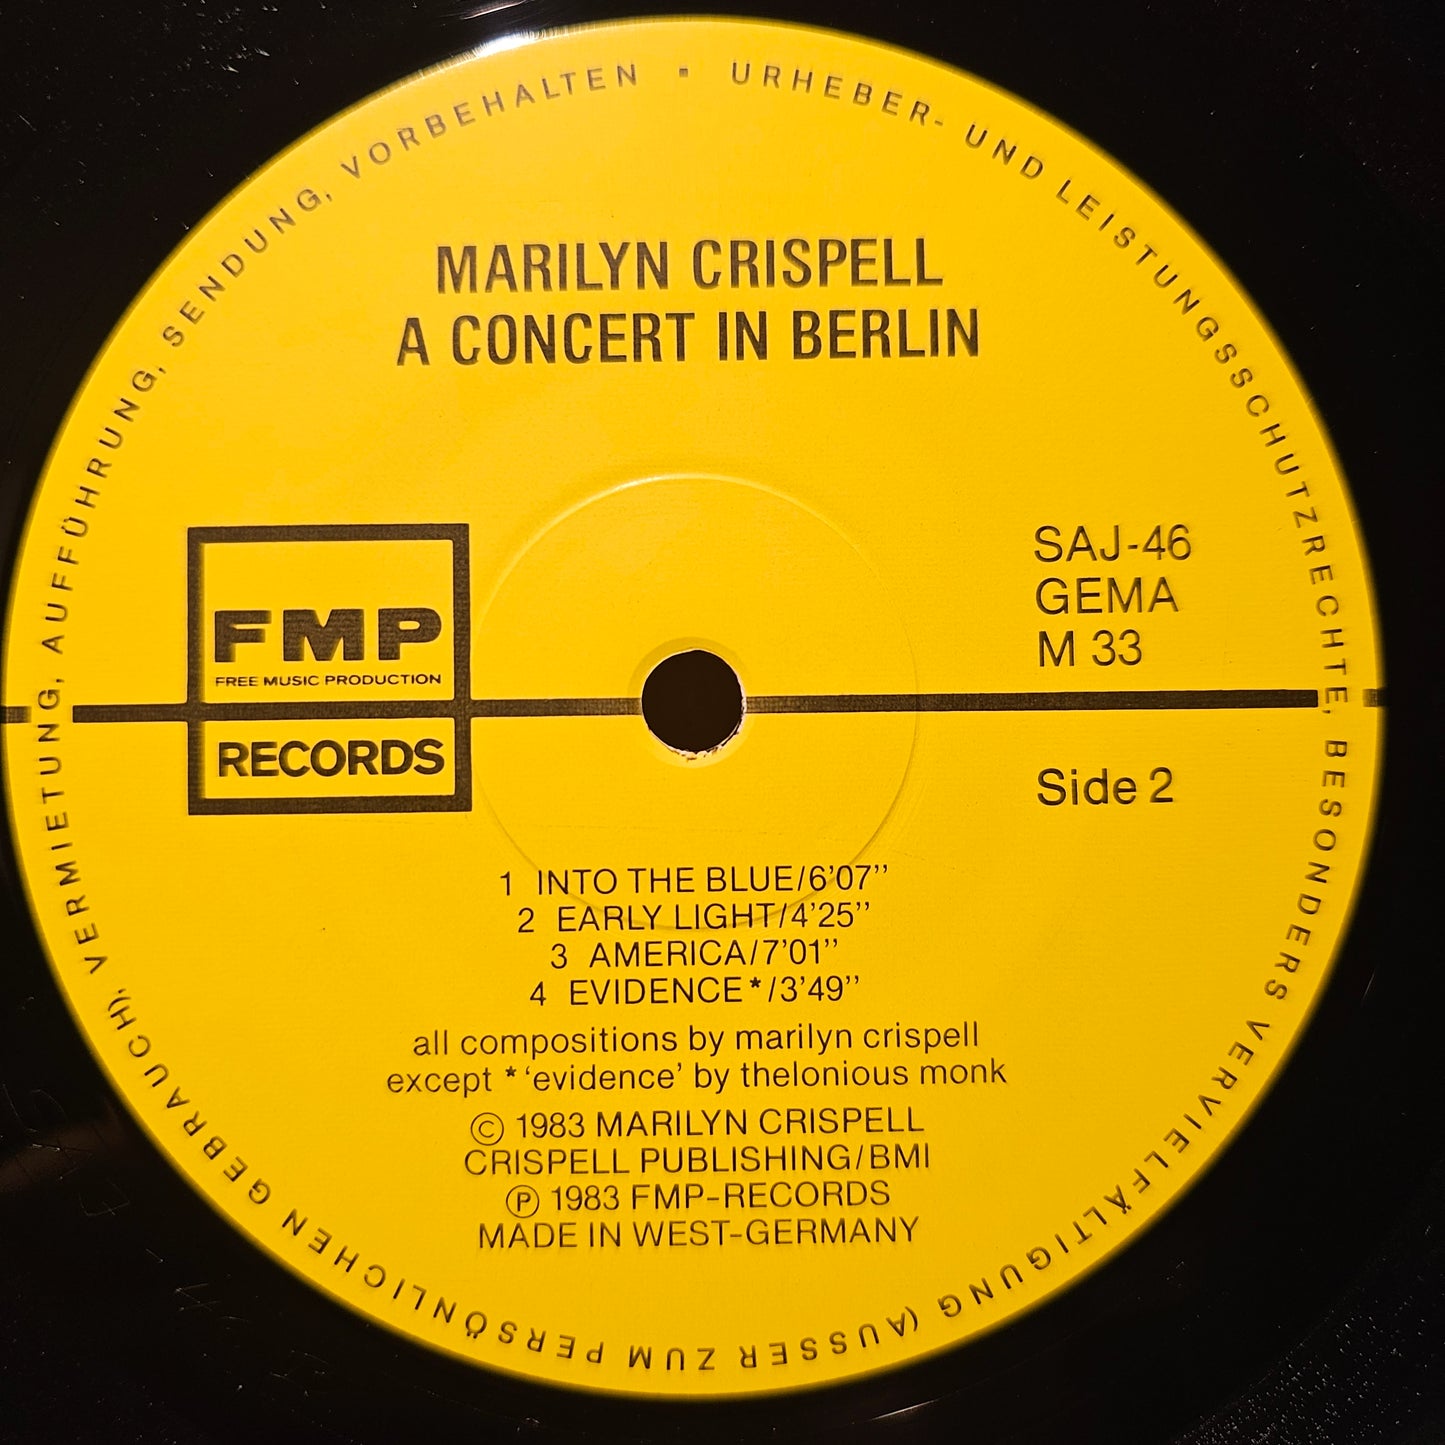 URHEBER- UND LEISTUNGSSCHUTZRECHTE, BESONDERS VERVIELFÄLTIGUNG (AUSSER ZUM PERSÖNLICHEN GEBRAUCH), VERMIETUNG, AUFFÜHRUNG, SENDUNG, VORBEHALTEN ▪
MARILYN CRISPELL
A CONCERT IN BERLIN
FMP
FREE MUSIC PRODUCTION
RECORDS
SAJ-46
GEMA
M 33
Side 2
1 INTO THE BLUE/6'07''
2 EARLY LIGHT/4'25''
3 AMERICA/7'01''
4 EVIDENCE*/3'49''
all compositions by marilyn crispell
except * 'evidence' by thelonious monk
© 1983 MARILYN CRISPELL
CRISPELL PUBLISHING/BMI
℗ 1983 FMP-RECORDS
MADE IN WEST-GERMANY